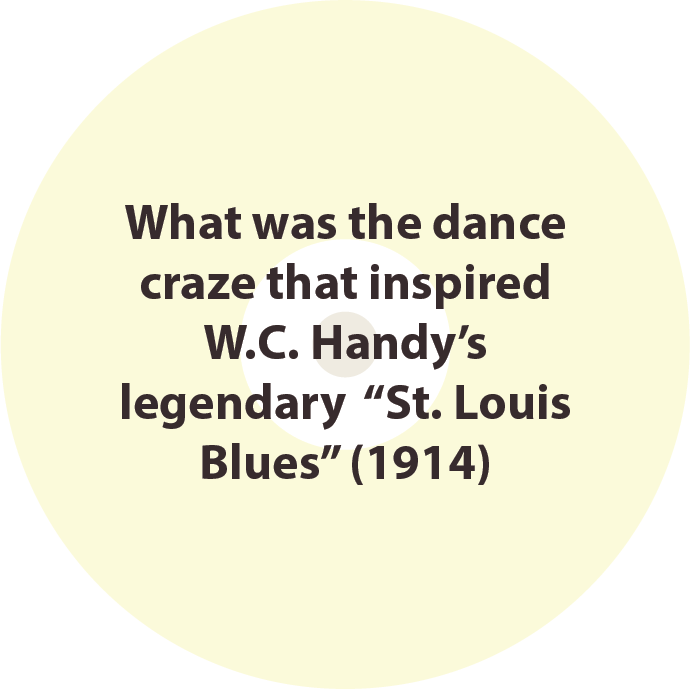 What was the dance
craze that inspired
W.C. Handy’s
legendary  “St. Louis
Blues” (1914)